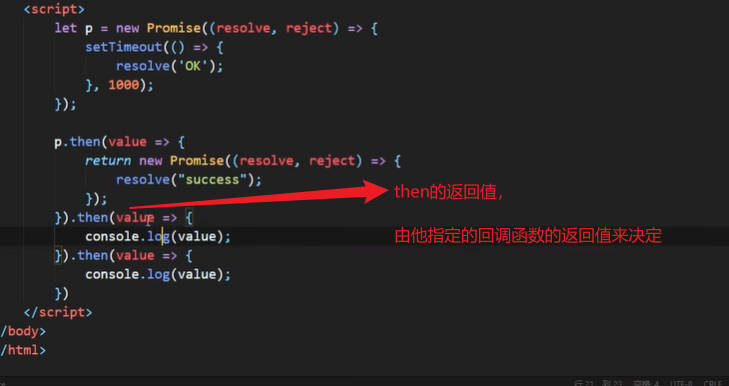 <script>
let p = new Promise((resolve, reject) => {
setTimeout(() => {
resolve('OK');
}, 1000);
});
p.then(value => {
return new Promise((resolve, reject) => {
resolve("success");
});
}).then(value => {
console.log(value);
}).then(value => {
console.log(value);
})
</script>
/body>
/html>
then的返回值，
由他指定的回调函数的返回值来决定